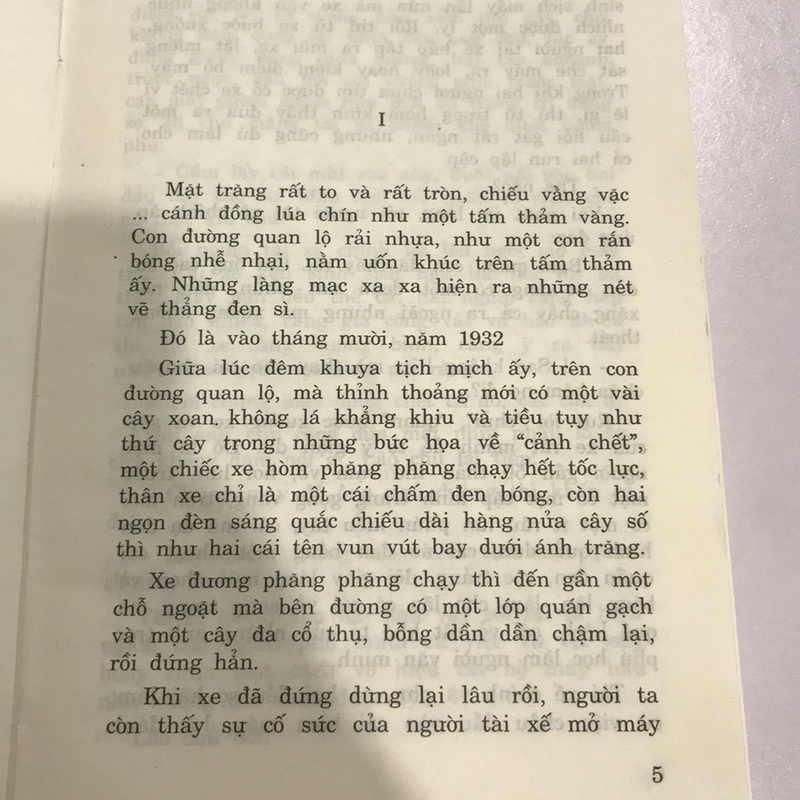 I
Mặt trăng rất to và rất tròn, chiếu vằng vặc
... cánh đồng lúa chín như một tấm thảm vàng.
Con đường quan lộ rải nhựa, như một con rắn
bóng nhễ nhại, nằm uốn khúc trên tấm thảm
ấy. Những làng mạc xa xa hiện ra những nét
vẽ thẳng đen sì.
Đó là vào tháng mười, năm 1932
Giữa lúc đêm khuya tịch mịch ấy, trên con
đường quan lộ, mà thỉnh thoảng mới có một vài
cây xoan. không lá khẳng khiu và tiều tụy như
thứ cây trong những bức họa về “cảnh chết”,
một chiếc xe hòm phăng phăng chạy hết tốc lực,
thân xe chỉ là một cái chấm đen bóng, còn hai
ngọn đèn sáng quắc chiếu dài hàng nửa cây số
thì như hai cái tên vun vút bay dưới ánh trăng.
Xe đương phăng phăng chạy thì đến gần một
chỗ ngoặt mà bên đường có một lớp quán gạch
và một cây đa cổ thụ, bỗng dần dần chậm lại,
rồi đứng hẳn.
Khi xe đã đứng dừng lại lâu rồi, người ta
còn thấy sự cố sức của người tài xế mở máy
5